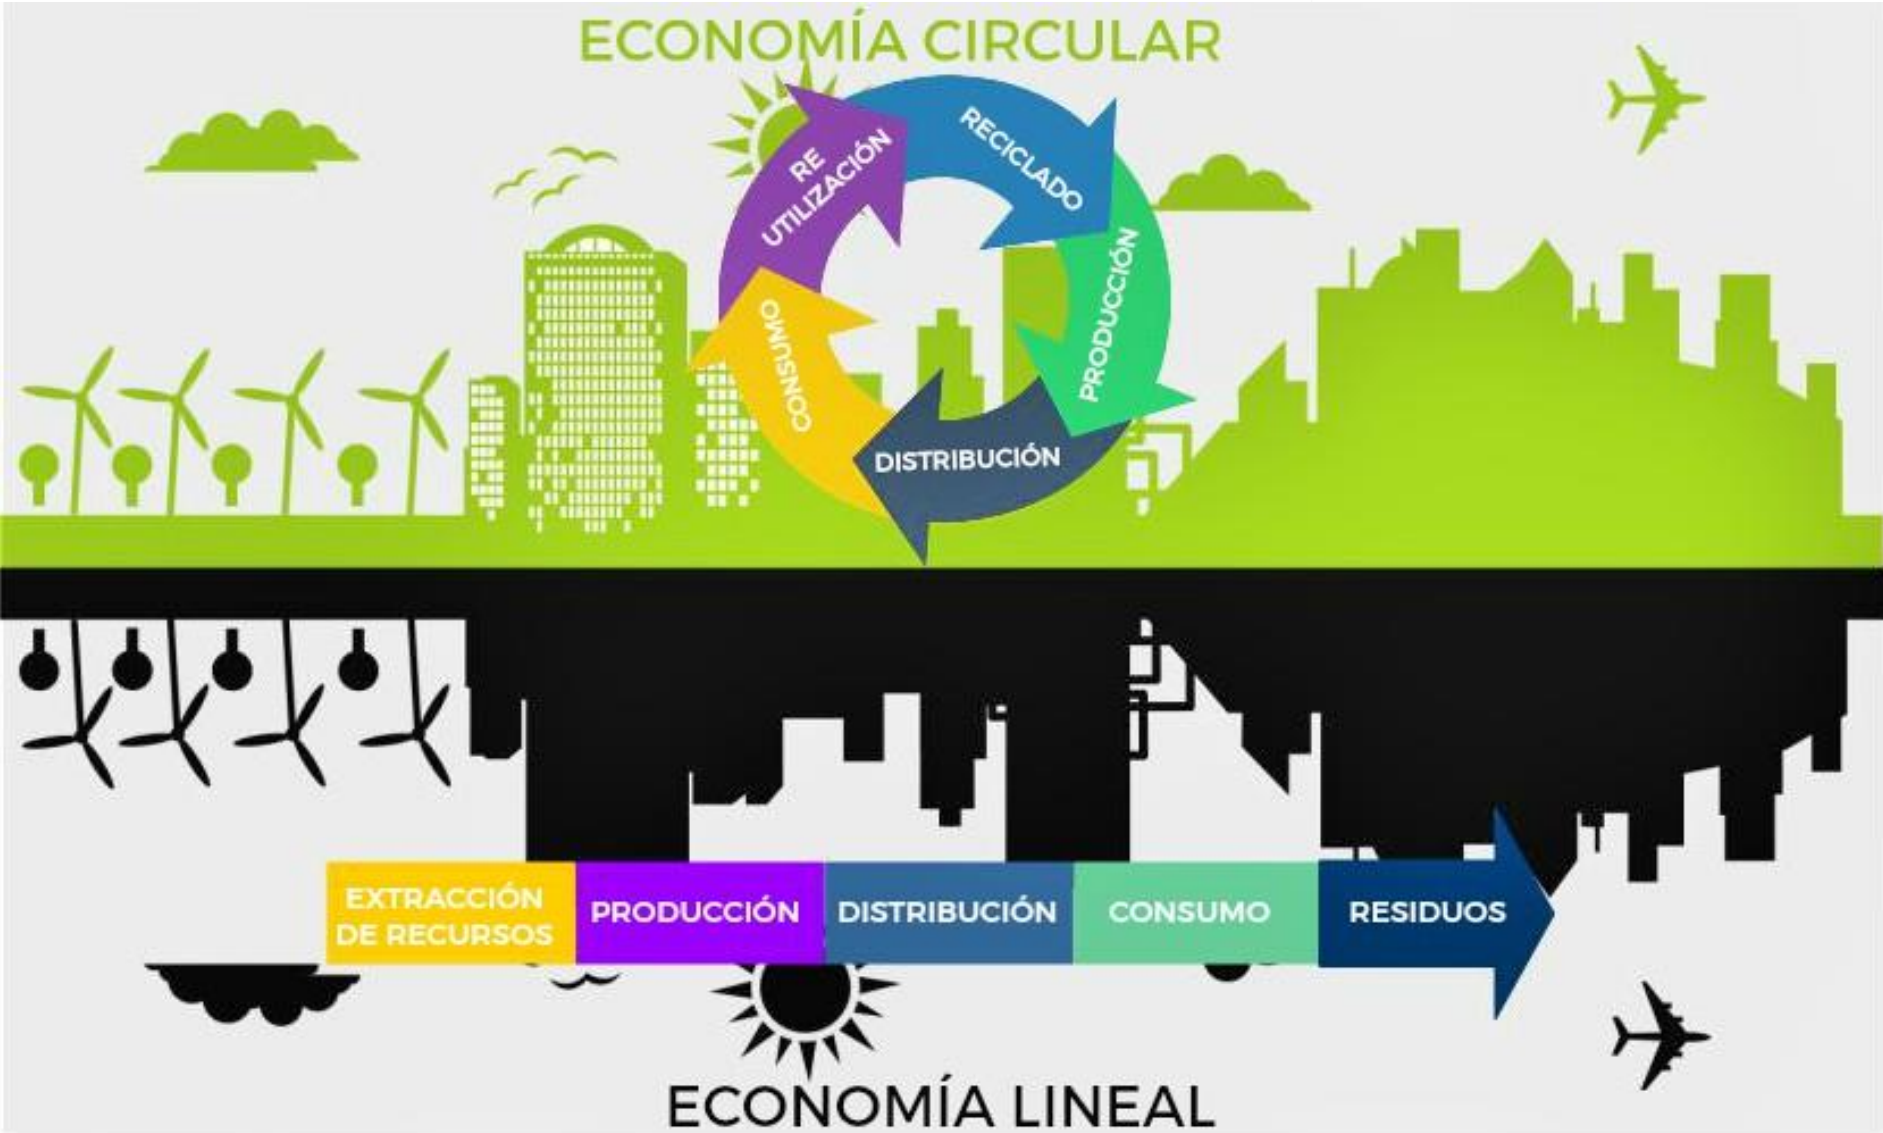 ECONOMÍA CIRCULAR
RE
UTILIZACIÓN
RECICLADO
PRODUCCIÓN
DISTRIBUCIÓN
CONSUMO
EXTRACCIÓN
DE RECURSOS
PRODUCCIÓN
DISTRIBUCIÓN
CONSUMO
RESIDUOS
ECONOMÍA LINEAL